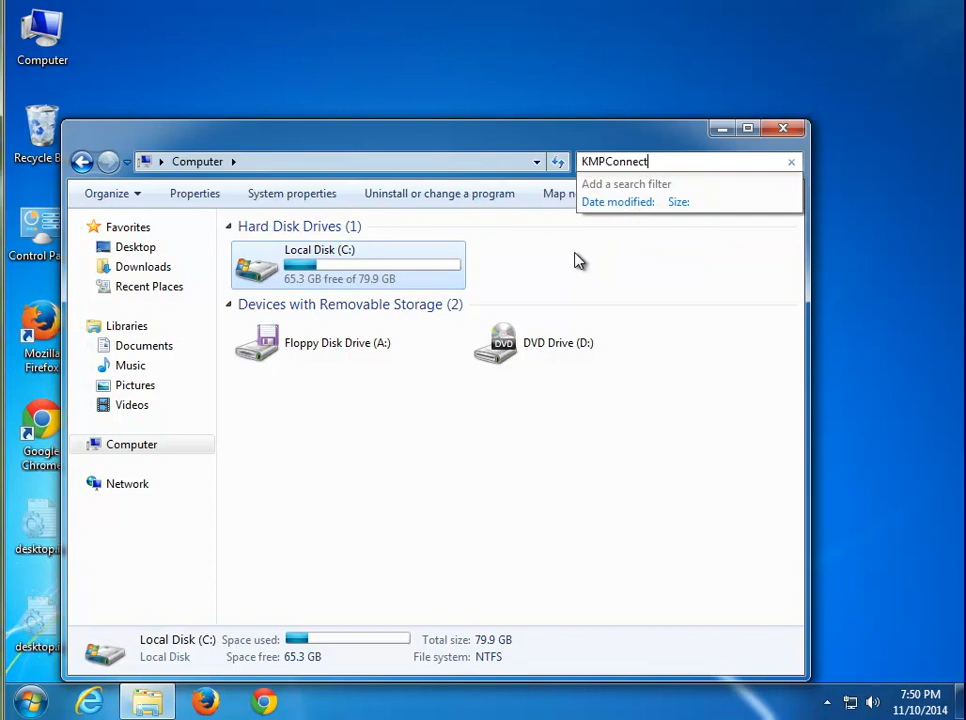 Computer
Recycle B
Control Pa
Mozilla
Firefox
Google
Chrome
desktop.i
desktop.i
Computer
KMPConnect
Add a search filter
Date modified: Size:
Organize
Properties
System properties
Uninstall or change a program
Map ne
Favorites
Desktop
Downloads
Recent Places
Libraries
Documents
Music
Pictures
Videos
Computer
Network
Hard Disk Drives (1)
Local Disk (C:)
65.3 GB free of 79.9 GB
Devices with Removable Storage (2)
Floppy Disk Drive (A:)
DVD
DVD Drive (D:)
Local Disk (C:) Space used: Total size: 79.9 GB
Local Disk Space free: 65.3 GB File system: NTFS
7:50 PM
11/10/2014